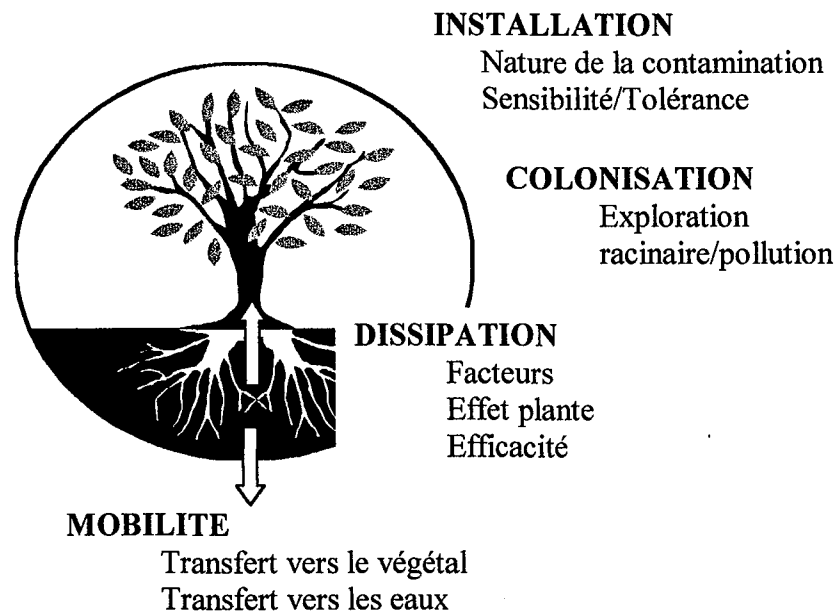 INSTALLATION
Nature de la contamination
Sensibilité/Tolérance
COLONISATION
Exploration
racinaire/pollution
DISSIPATION
Facteurs
Effet plante
Efficacité
MOBILITE
Transfert vers le végétal
Transfert vers les eaux